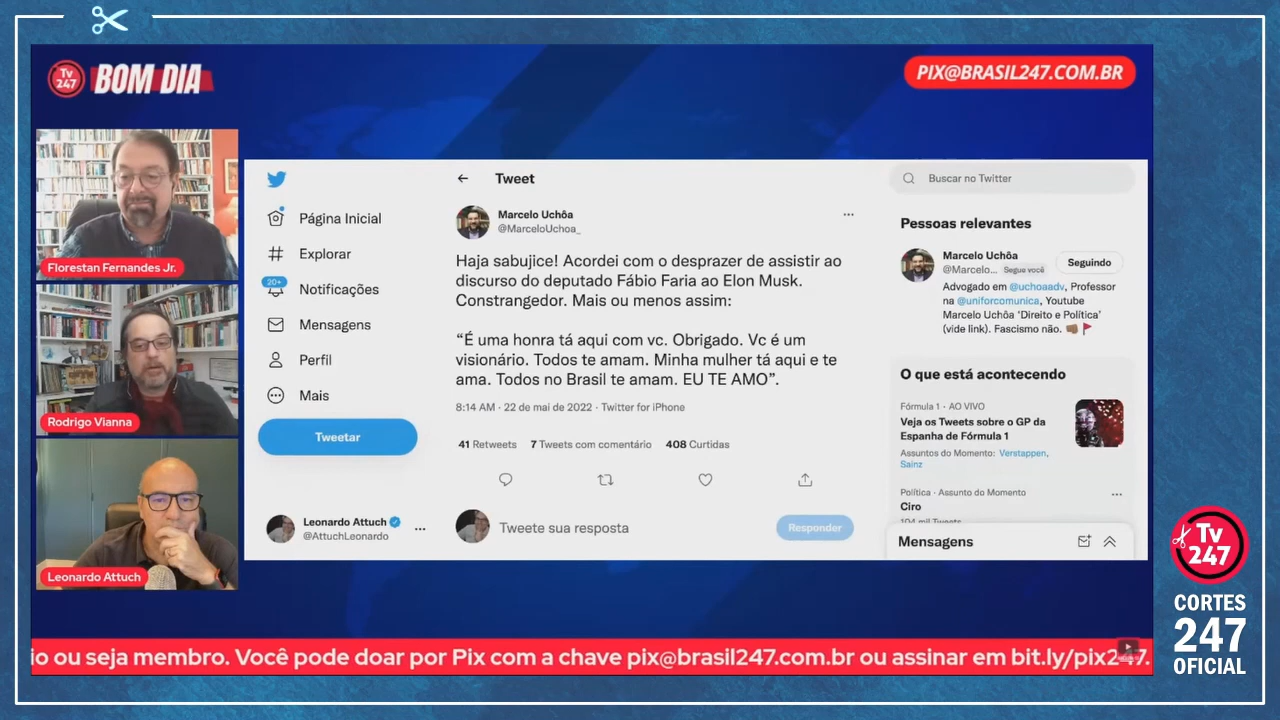 Tv
247
BOM DIA
PIX@BRASIL247.COM.BR
Florestan Fernandes Jr.
Rodrigo Vianna
Leonardo Attuch
Página Inicial
Explorar
20+
Notificações
Mensagens
Perfil
Mais
Tweetar
Leonardo Attuch
@AttuchLeonardo
Tweet
Marcelo Uchôa
@MarceloUchoa_
Haja sabujice! Acordei com o desprazer de assistir ao
discurso do deputado Fábio Faria ao Elon Musk.
Constrangedor. Mais ou menos assim:
“É uma honra tá aqui com vc. Obrigado. Vc é um
visionário. Todos te amam. Minha mulher tá aqui e te
ama. Todos no Brasil te amam. EU TE AMO”.
8:14 AM · 22 de mai de 2022 · Twitter for iPhone
41 Retweets 7 Tweets com comentário 408 Curtidas
Tweete sua resposta
Responder
Buscar no Twitter
Pessoas relevantes
Marcelo Uchôa
@Marcelo... Segue você
Seguindo
Advogado em @uchoaadv, Professor
na @uniforcomunica, Youtube
Marcelo Uchôa ‘Direito e Política’
(vide link). Fascismo não.
O que está acontecendo
Fórmula 1 · AO VIVO
Veja os Tweets sobre o GP da
Espanha de Fórmula 1
Assuntos do Momento: Verstappen,
Sainz
Política · Assunto do Momento
Ciro
104 mil Tweets
Mensagens
io ou seja membro. Você pode doar por Pix com a chave pix@brasil247.com.br ou assinar em bit.ly/pix247.
Tv
247
CORTES
247
OFICIAL